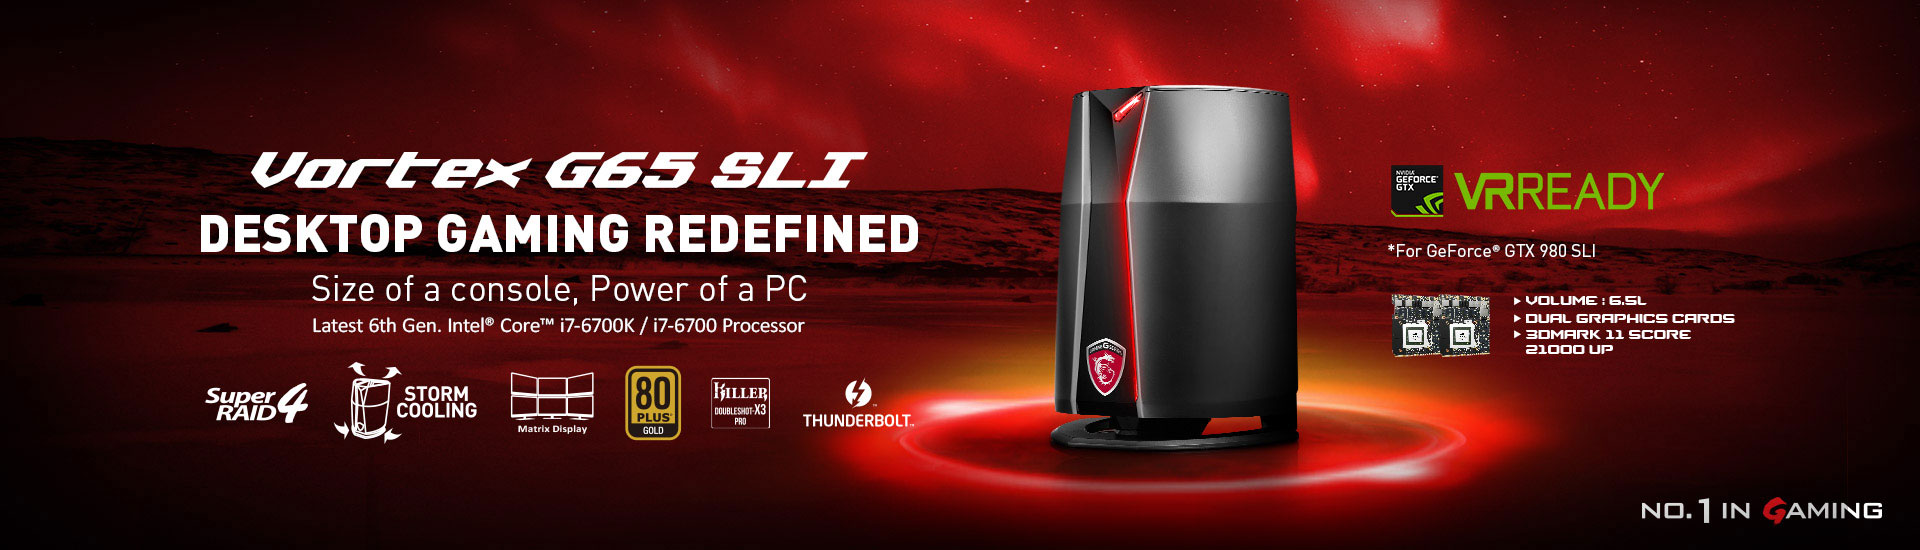 Vortex G65 SLI
DESKTOP GAMING REDEFINED
Size of a console, Power of a PC
Latest 6th Gen. Intel® Core™ i7-6700K / i7-6700 Processor
Super
RAID 4
STORM
COOLING
Matrix Display
80
PLUS®
GOLD
KILLER
DOUBLESHOT-X3
PRO
THUNDERBOLT™
NVIDIA
GEFORCE®
GTX
VRREADY
*For GeForce® GTX 980 SLI
VOLUME : 6.5L
DUAL GRAPHICS CARDS
3DMARK 11 SCORE
21000 UP
NO.1 IN GAMING